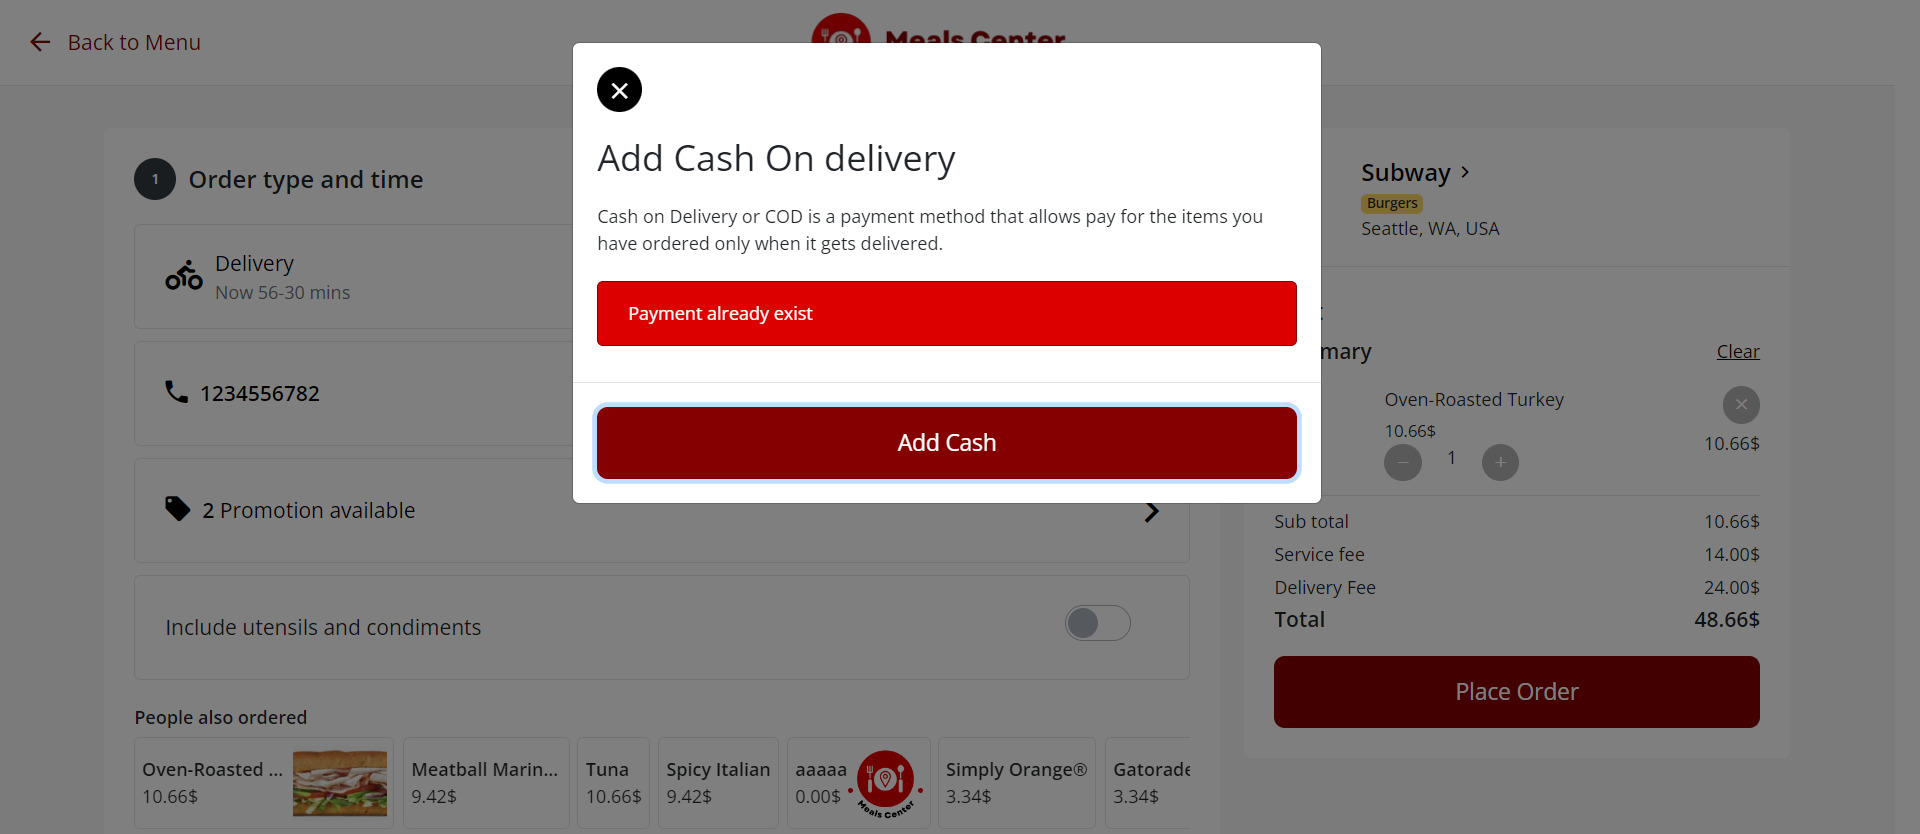 Back to Menu
Meals Center
Add Cash On delivery
Cash on Delivery or COD is a payment method that allows pay for the items you
have ordered only when it gets delivered.
Payment already exist
Add Cash
1
Order type and time
Delivery
Now 56-30 mins
1234556782
2 Promotion available
Include utensils and condiments
People also ordered
Oven-Roasted ...
10.66$
Meatball Marin...
9.42$
Tuna
10.66$
Spicy Italian
9.42$
aaaaa
0.00$
Meals Center
Simply Orange®
3.34$
Gatorade
3.34$
Subway
Burgers
Seattle, WA, USA
mary
Clear
Oven-Roasted Turkey
10.66$
1
10.66$
Sub total 10.66$
Service fee 14.00$
Delivery Fee 24.00$
Total 48.66$
Place Order